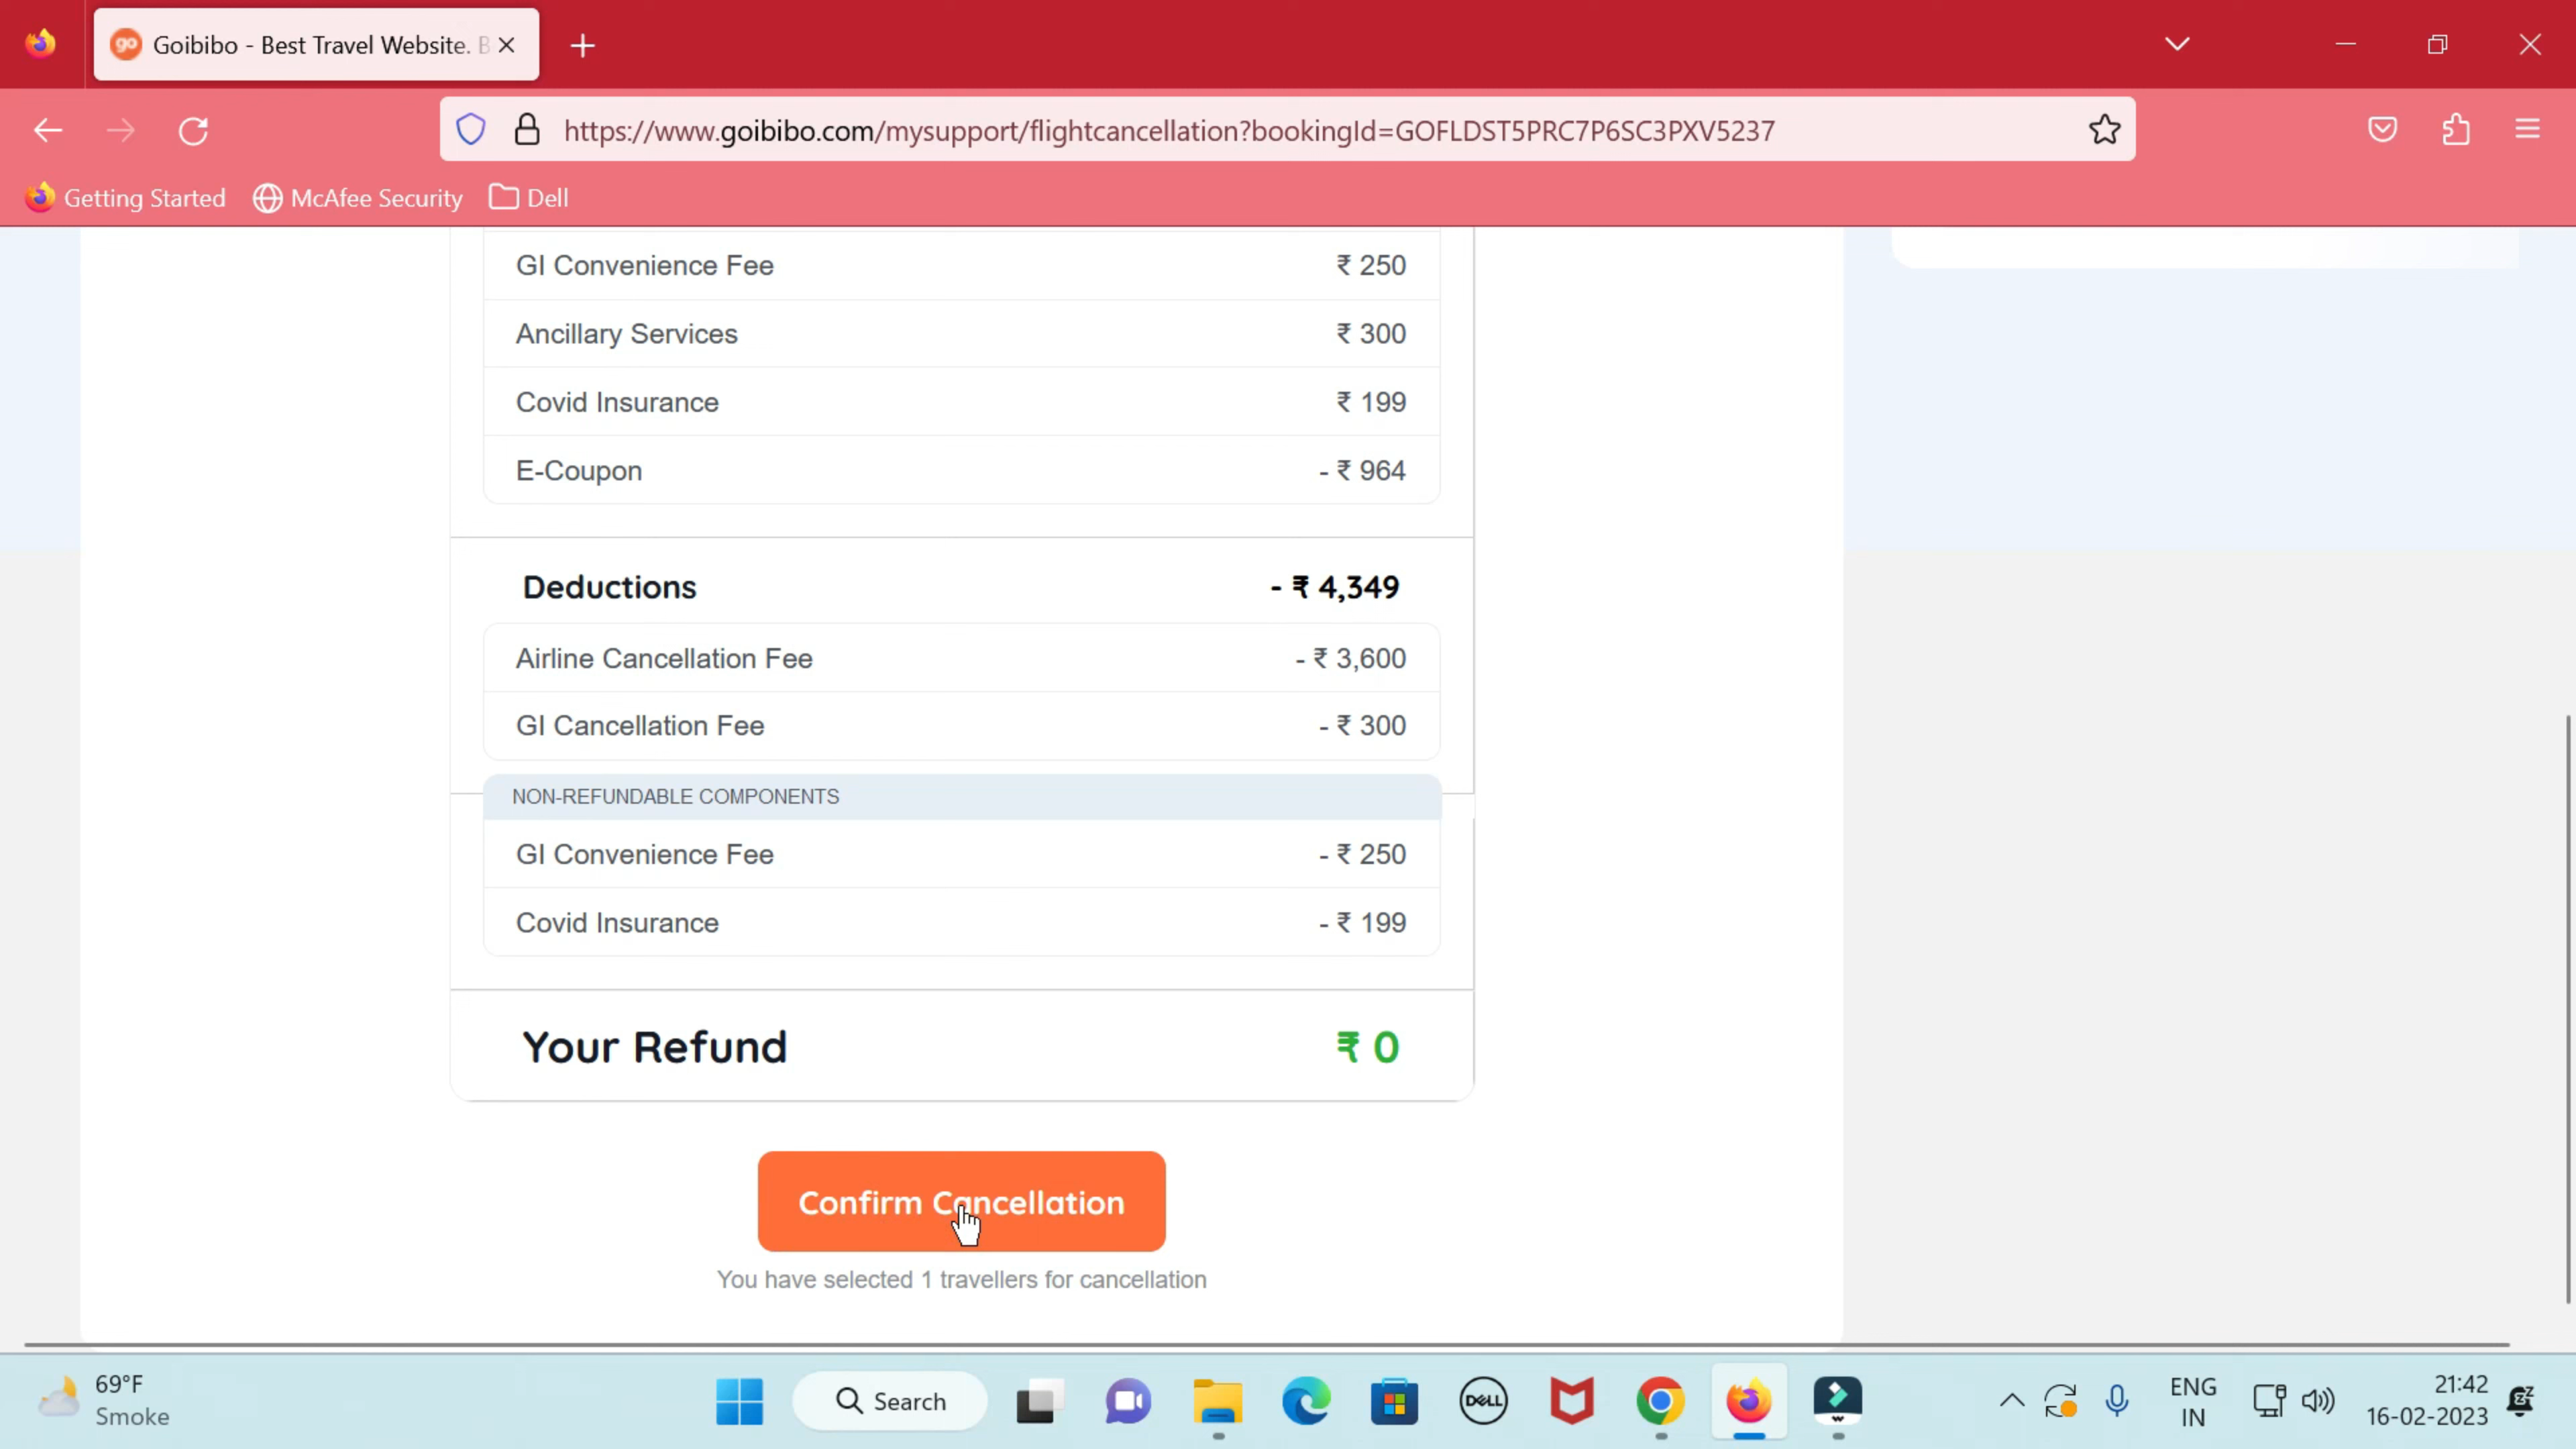 go Goibibo - Best Travel Website. B
https://www.goibibo.com/mysupport/flightcancellation?bookingId=GOFLDST5PRC7P6SC3PXV5237
Getting Started McAfee Security Dell
GI Convenience Fee ₹ 250
Ancillary Services ₹ 300
Covid Insurance ₹ 199
E-Coupon - ₹ 964
Deductions - ₹ 4,349
Airline Cancellation Fee - ₹ 3,600
GI Cancellation Fee - ₹ 300
NON-REFUNDABLE COMPONENTS
GI Convenience Fee - ₹ 250
Covid Insurance - ₹ 199
Your Refund ₹ 0
Confirm Cancellation
You have selected 1 travellers for cancellation
69°F
Smoke
Search
DELL
ENG
IN
21:42
16-02-2023